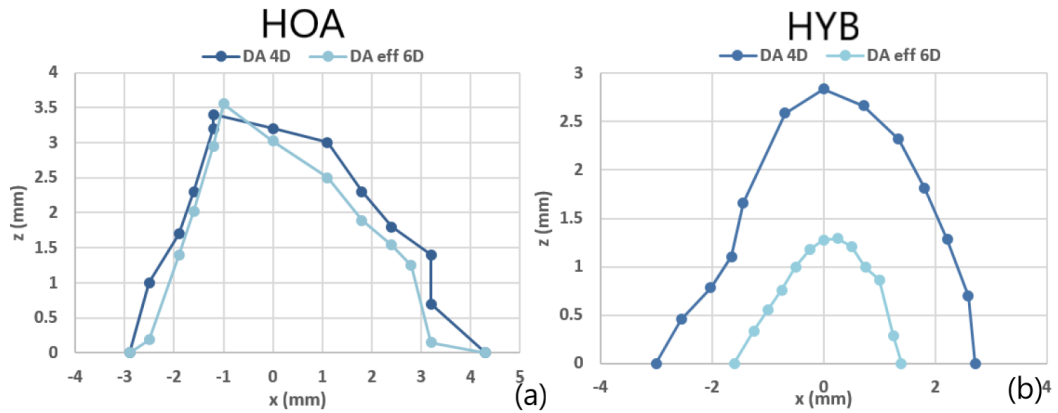 HOA
DA 4D DA eff 6D
4
3.5
3
2.5
2
1.5
1
0.5
0
z (mm)
-4 -3 -2 -1 0 1 2 3 4 5
x (mm)
(a)
HYB
DA 4D DA eff 6D
3
2.5
2
1.5
1
0.5
0
z (mm)
-4 -2 0 2 4
x (mm)
(b)